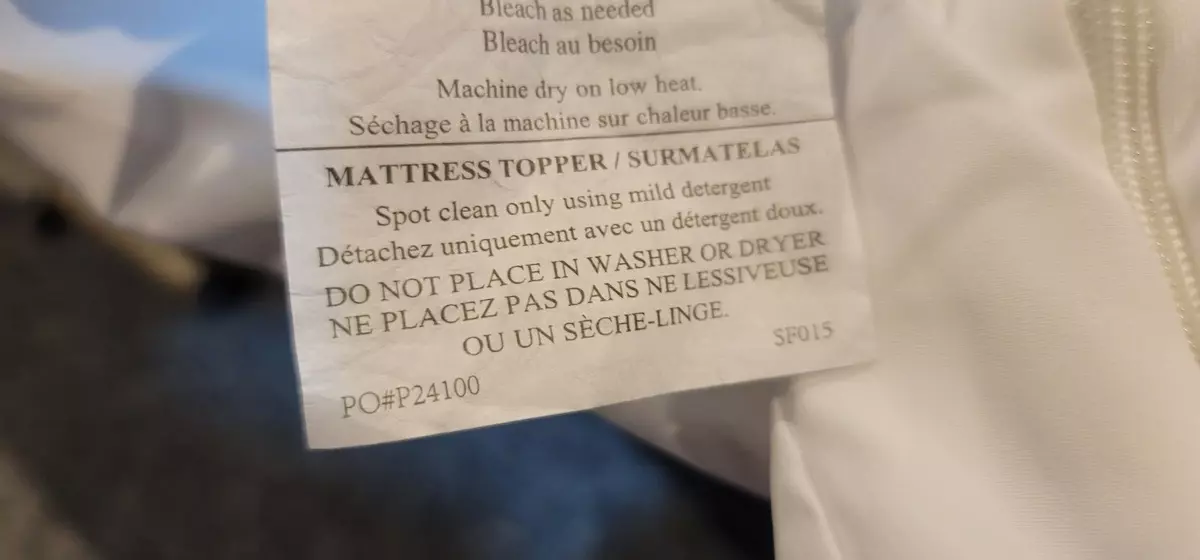 Bleach as needed
Bleach au besoin
Machine dry on low heat.
Séchage à la machine sur chaleur basse.
MATTRESS TOPPER / SURMATELAS
Spot clean only using mild detergent
Détachez uniquement avec un détergent doux.
DO NOT PLACE IN WASHER OR DRYER
NE PLACEZ PAS DANS NE LESSIVEUSE
OU UN SÈCHE-LINGE.
SF015
PO#P24100